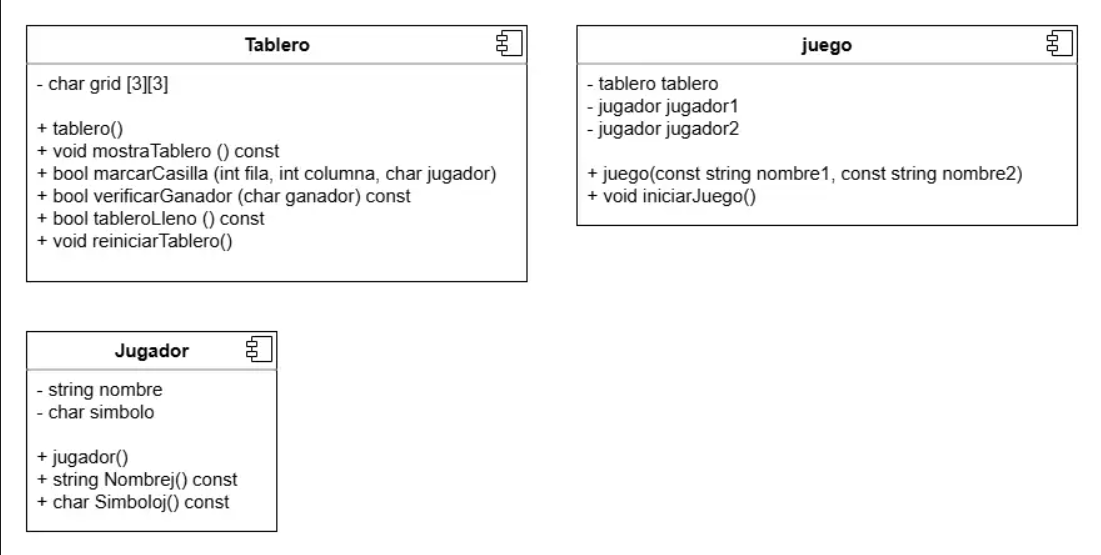 Tablero
- char grid [3][3]
+ tablero()
+ void mostraTablero () const
+ bool marcarCasilla (int fila, int columna, char jugador)
+ bool verificarGanador (char ganador) const
+ bool tableroLleno () const
+ void reiniciarTablero()
juego
- tablero tablero
- jugador jugador1
- jugador jugador2
+ juego(const string nombre1, const string nombre2)
+ void iniciarJuego()
Jugador
- string nombre
- char simbolo
+ jugador()
+ string Nombrej() const
+ char Simboloj() const